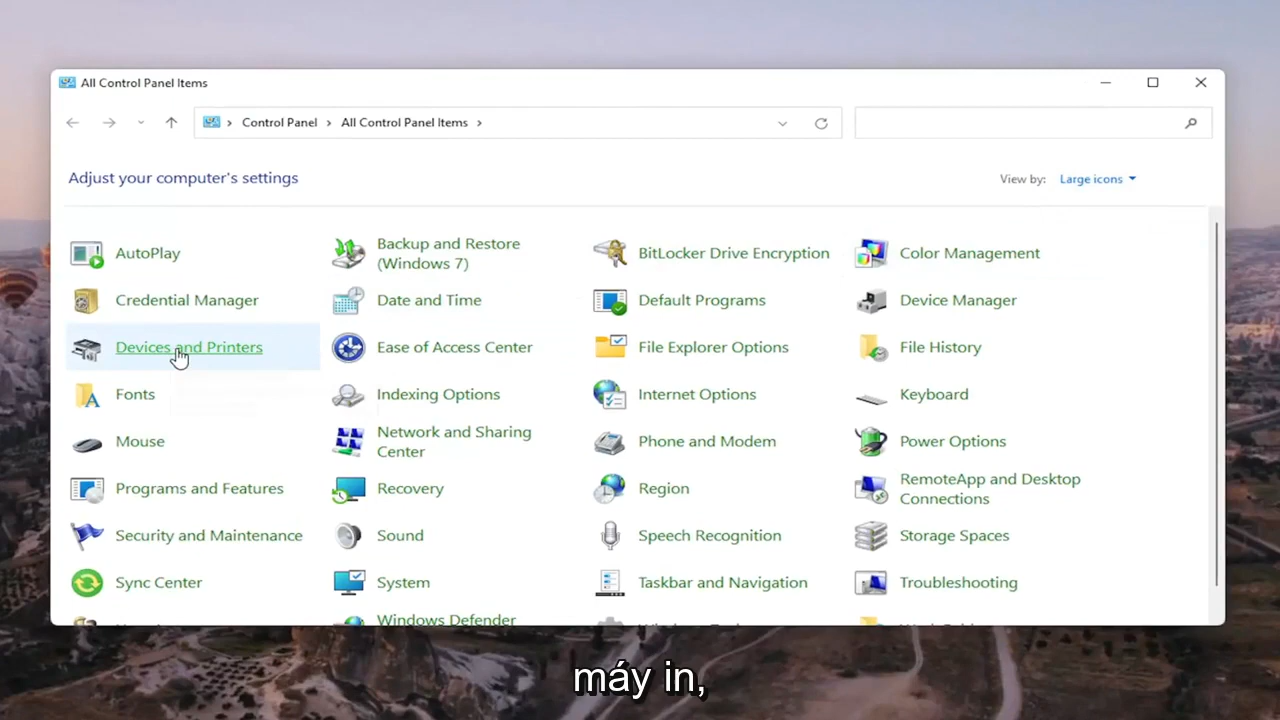 All Control Panel Items
Control Panel > All Control Panel Items >
Adjust your computer's settings
View by: Large icons
AutoPlay
Backup and Restore
(Windows 7)
BitLocker Drive Encryption
Color Management
Credential Manager
Date and Time
Default Programs
Device Manager
Devices and Printers
Ease of Access Center
File Explorer Options
File History
Fonts
Indexing Options
Internet Options
Keyboard
Mouse
Network and Sharing
Center
Phone and Modem
Power Options
Programs and Features
Recovery
Region
RemoteApp and Desktop
Connections
Security and Maintenance
Sound
Speech Recognition
Storage Spaces
Sync Center
System
Taskbar and Navigation
Troubleshooting
Windows Defender
máy in,